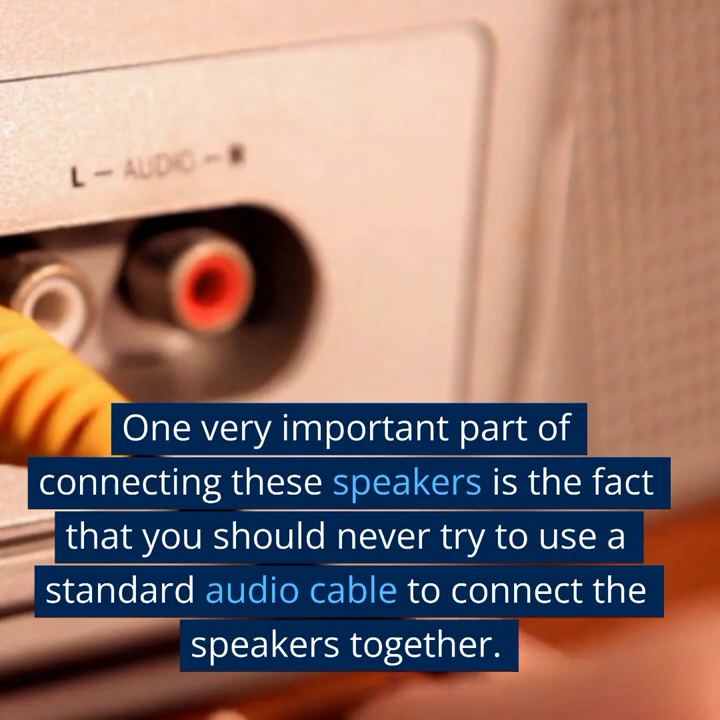 L – AUDIO – R
One very important part of
connecting these speakers is the fact
that you should never try to use a
standard audio cable to connect the
speakers together.